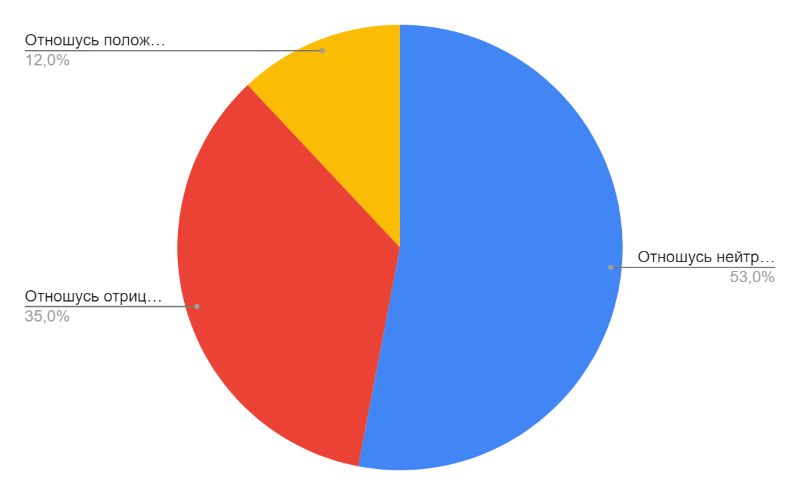 Отношусь полож…
12,0%
Отношусь нейтр…
53,0%
Отношусь отриц…
35,0%